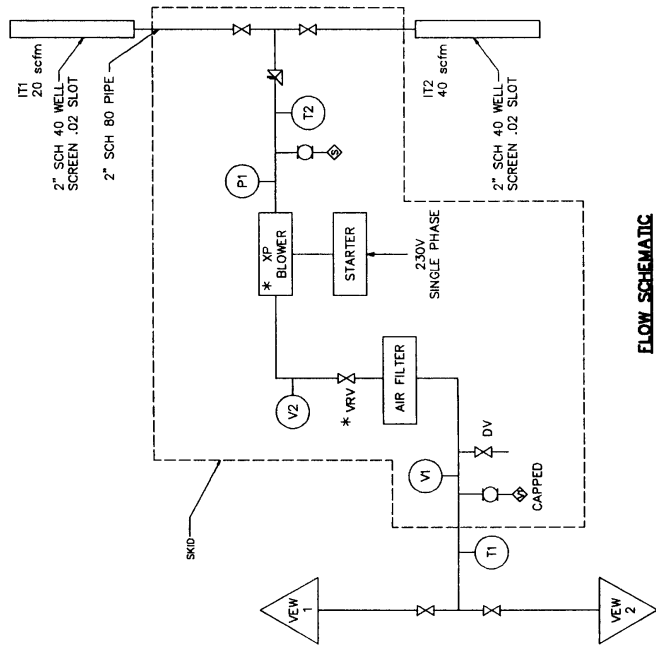 IT1
20 scfm
2" SCH 40 WELL
SCREEN .02 SLOT
2" SCH 80 PIPE
IT2
40 scfm
2" SCH 40 WELL
SCREEN .02 SLOT
T2
S
P1
* XP
BLOWER
STARTER
230V
SINGLE PHASE
V2
* VRV
AIR FILTER
DV
V1
CAPPED
SKID
T1
VEW
1
VEW
2
FLOW SCHEMATIC